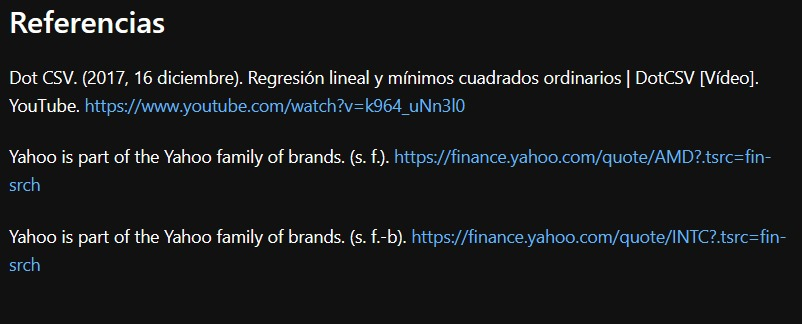 Referencias
Dot CSV. (2017, 16 diciembre). Regresión lineal y mínimos cuadrados ordinarios | DotCSV [Vídeo].
YouTube. https://www.youtube.com/watch?v=k964_uNn3l0
Yahoo is part of the Yahoo family of brands. (s. f.). https://finance.yahoo.com/quote/AMD?.tsrc=fin-
srch
Yahoo is part of the Yahoo family of brands. (s. f.-b). https://finance.yahoo.com/quote/INTC?.tsrc=fin-
srch